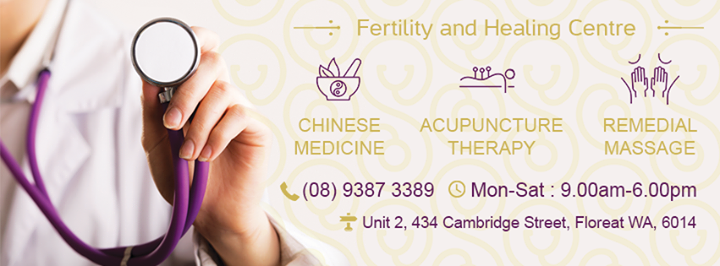 Fertility and Healing Centre
CHINESE
MEDICINE
ACUPUNCTURE
THERAPY
REMEDIAL
MASSAGE
(08) 9387 3389
Mon-Sat : 9.00am-6.00pm
Unit 2, 434 Cambridge Street, Floreat WA, 6014